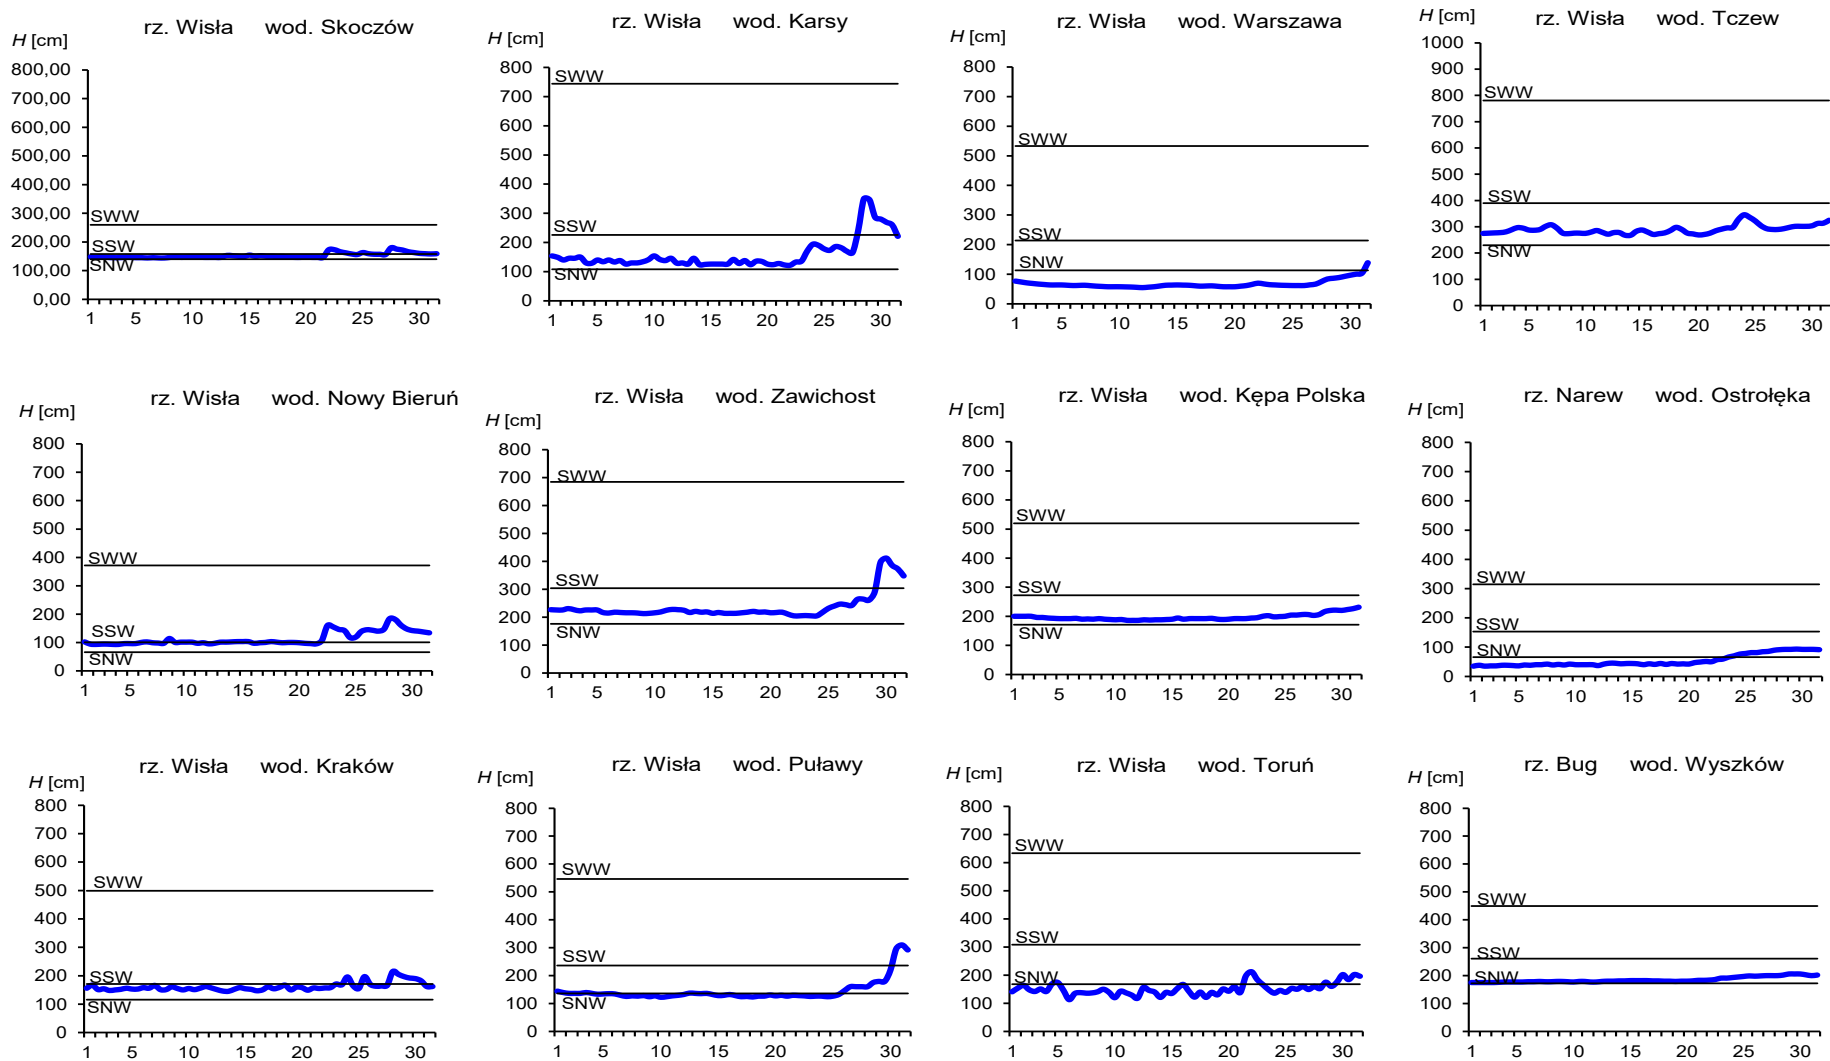 rz. Wisła wod. Skoczów
H [cm]
800,00
700,00
600,00
500,00
400,00
300,00
200,00
100,00
0,00
SWW
SSW
SNW
1 5 10 15 20 25 30
rz. Wisła wod. Karsy
H [cm]
800
700
600
500
400
300
200
100
0
SWW
SSW
SNW
1 5 10 15 20 25 30
rz. Wisła wod. Warszawa
H [cm]
800
700
600
500
400
300
200
100
0
SWW
SSW
SNW
1 5 10 15 20 25 30
rz. Wisła wod. Tczew
H [cm]
1000
900
800
700
600
500
400
300
200
100
0
SWW
SSW
SNW
1 5 10 15 20 25 30
rz. Wisła wod. Nowy Bieruń
H [cm]
800
700
600
500
400
300
200
100
0
SWW
SSW
SNW
1 5 10 15 20 25 30
rz. Wisła wod. Zawichost
H [cm]
800
700
600
500
400
300
200
100
0
SWW
SSW
SNW
1 5 10 15 20 25 30
rz. Wisła wod. Kępa Polska
H [cm]
800
700
600
500
400
300
200
100
0
SWW
SSW
SNW
1 5 10 15 20 25 30
rz. Narew wod. Ostrołęka
H [cm]
800
700
600
500
400
300
200
100
0
SWW
SSW
SNW
1 5 10 15 20 25 30
rz. Wisła wod. Kraków
H [cm]
800
700
600
500
400
300
200
100
0
SWW
SSW
SNW
1 5 10 15 20 25 30
rz. Wisła wod. Puławy
H [cm]
800
700
600
500
400
300
200
100
0
SWW
SSW
SNW
1 5 10 15 20 25 30
rz. Wisła wod. Toruń
H [cm]
800
700
600
500
400
300
200
100
0
SWW
SSW
SNW
1 5 10 15 20 25 30
rz. Bug wod. Wyszków
H [cm]
800
700
600
500
400
300
200
100
0
SWW
SSW
SNW
1 5 10 15 20 25 30